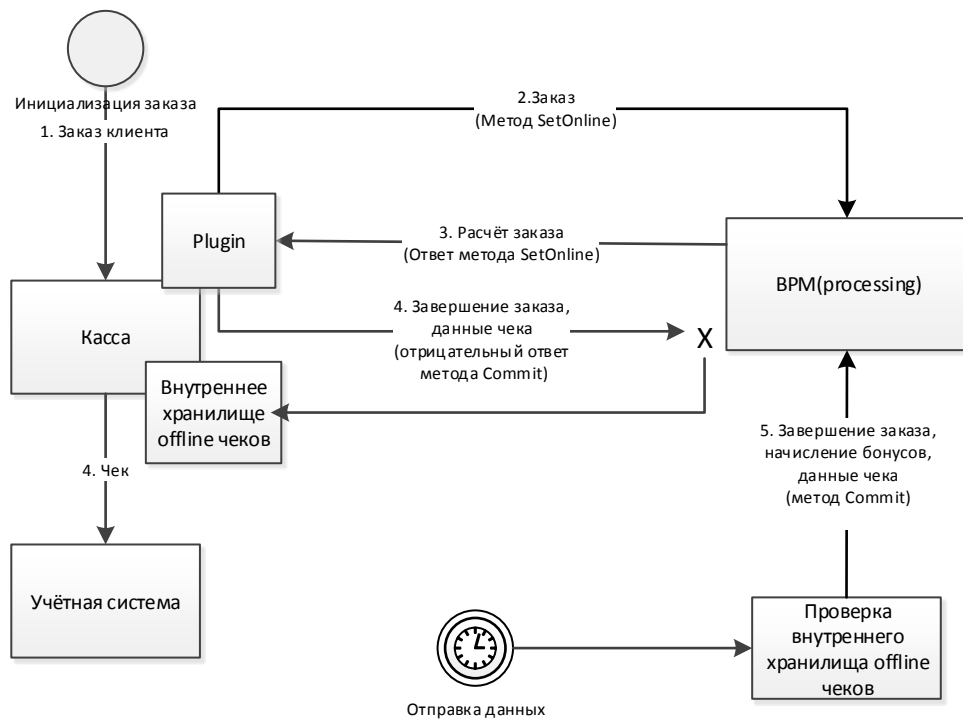 Инициализация заказа
1. Заказ клиента
2.Заказ
(Метод SetOnline)
Plugin
3. Расчёт заказа
(Ответ метода SetOnline)
BPM(processing)
Касса
4. Завершение заказа,
данные чека
(отрицательный ответ
метода Commit)
X
Внутреннее
хранилище
offline чеков
4. Чек
5. Завершение заказа,
начисление бонусов,
данные чека
(метод Commit)
Учётная система
Проверка
внутреннего
хранилища offline
чеков
Отправка данных